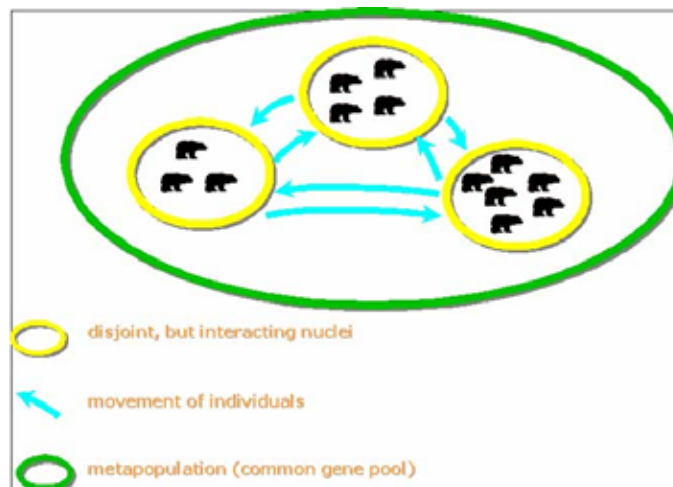 disjoint, but interacting nuclei
movement of individuals
metapopulation (common gene pool)